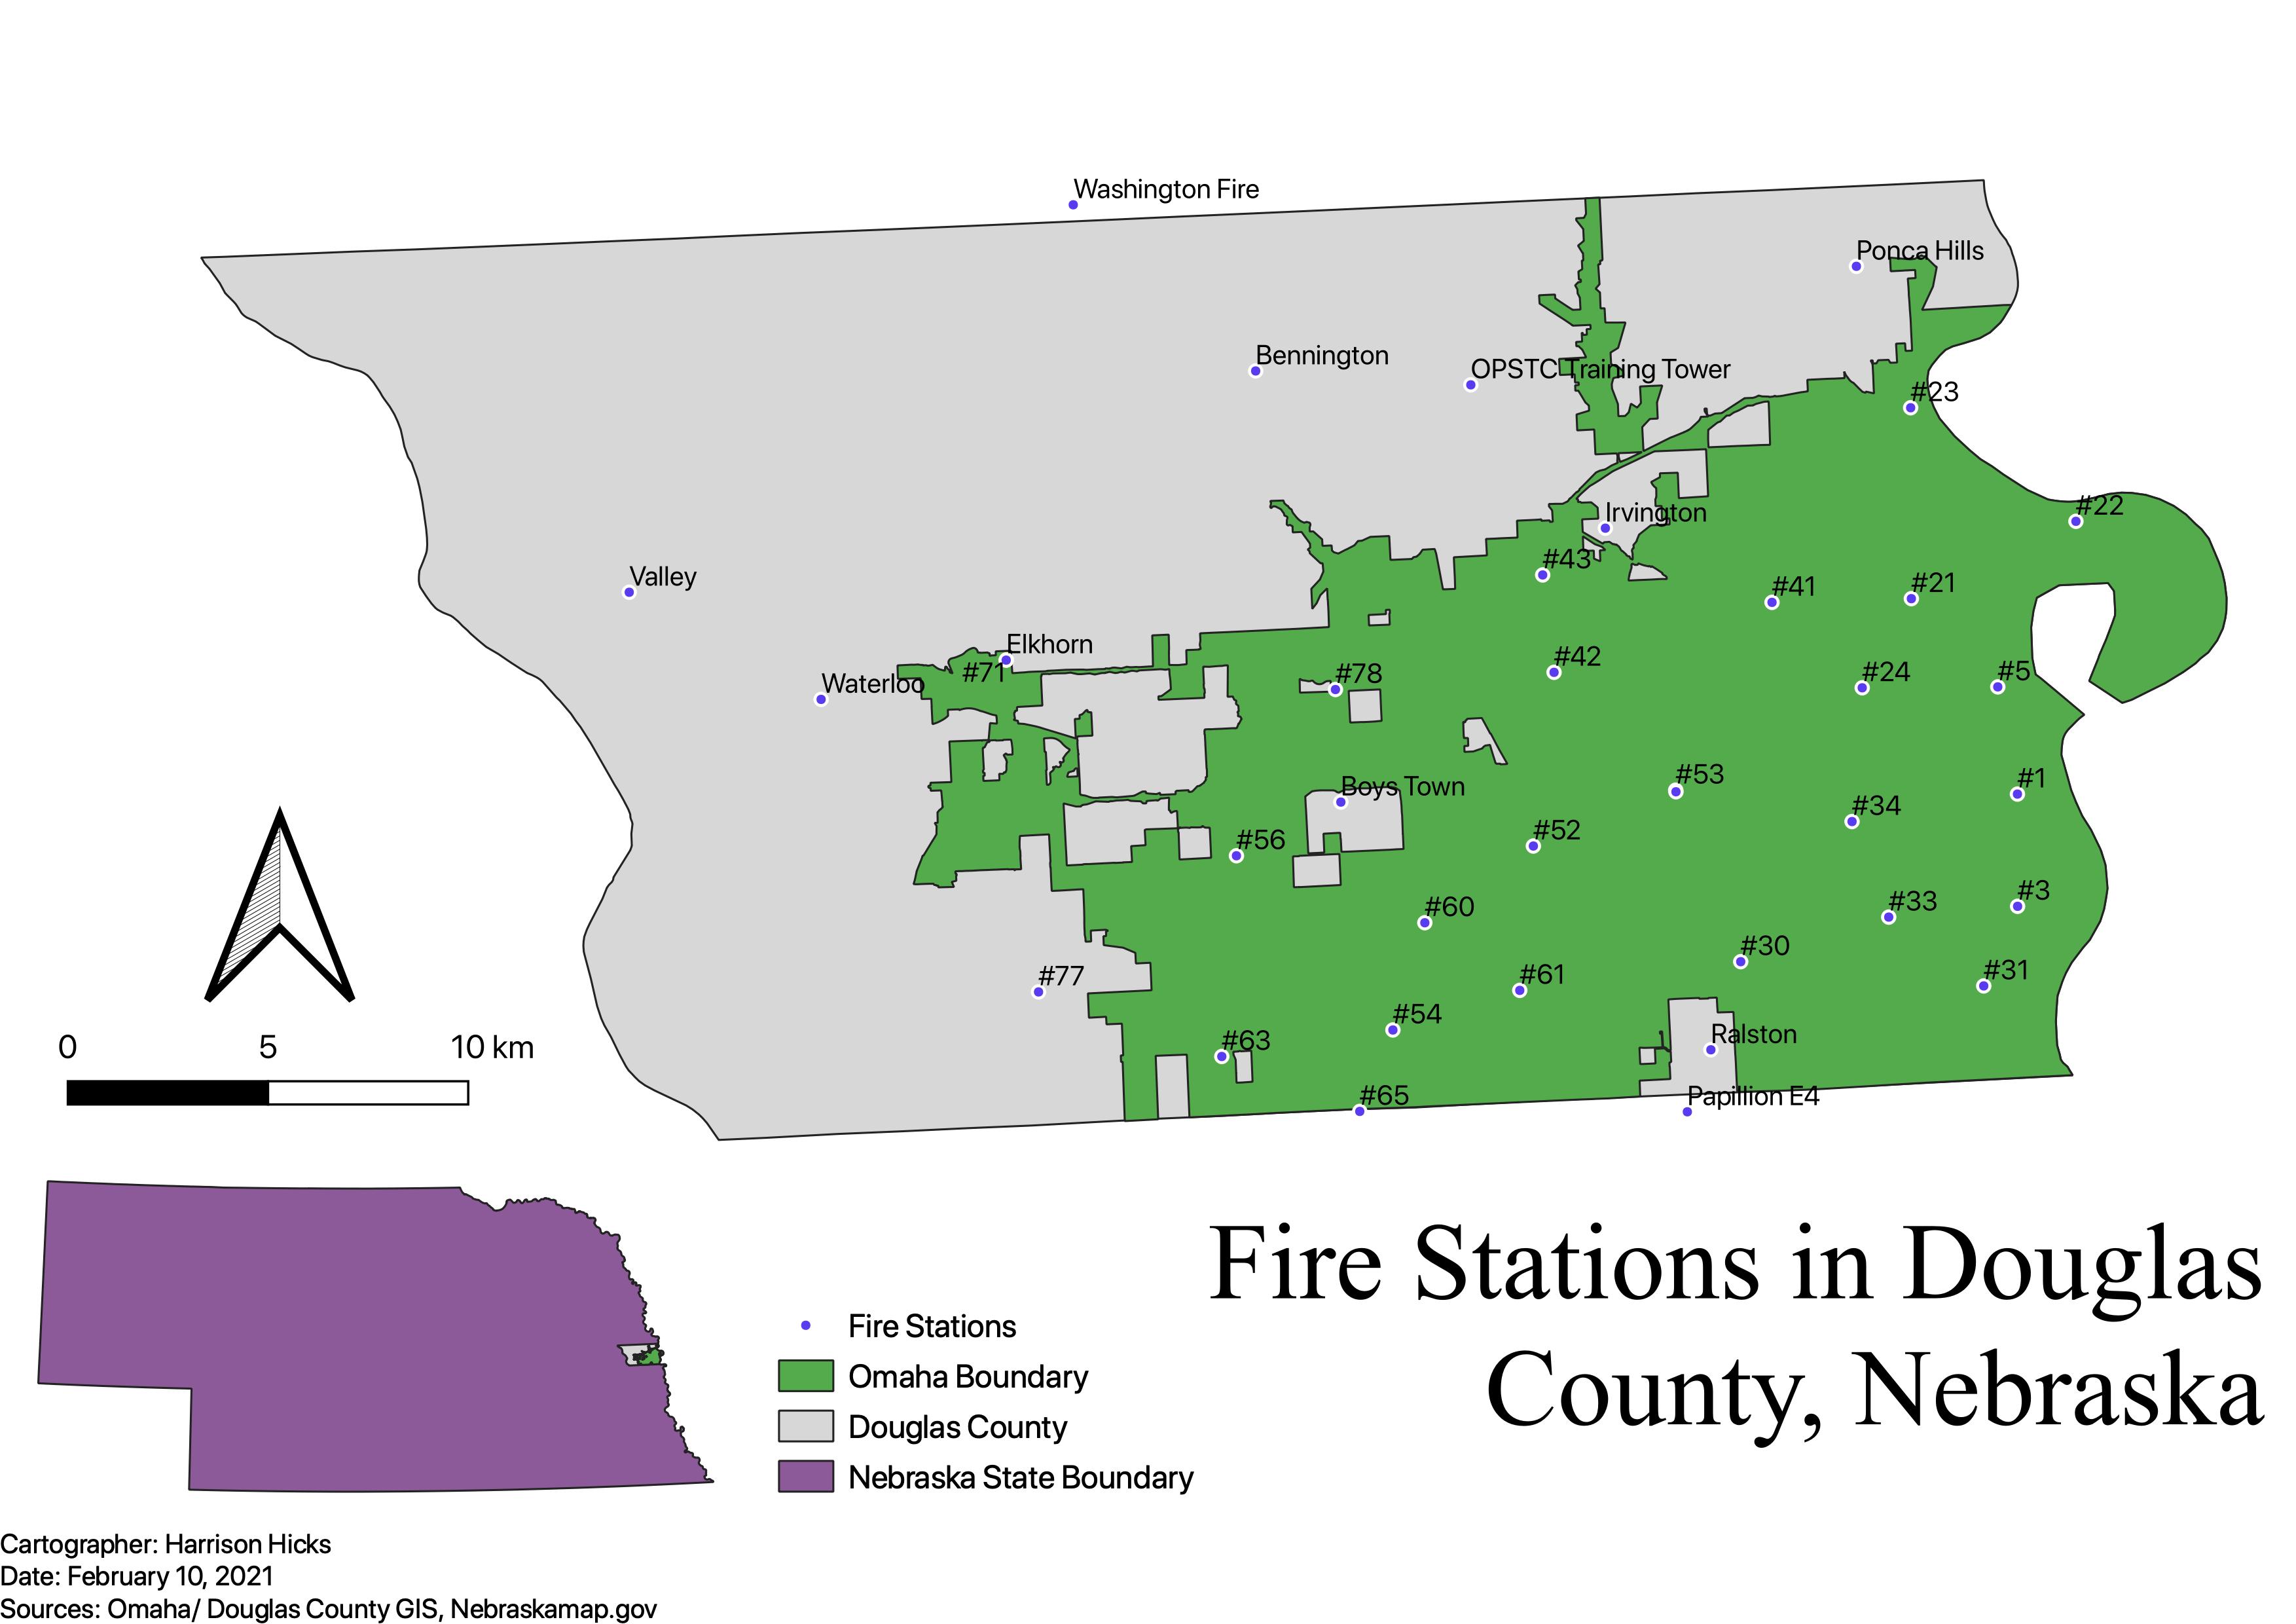 Washington Fire
Ponca Hills
Bennington
OPSTC Training Tower
#23
#22
Irvington
#43
Valley
#41
#21
Elkhorn
#71
#42
#78
#24
#5
Waterloo
#53
#1
Boys Town
#34
#56
#52
#3
#33
#60
#30
#31
#77
#61
#54
Ralston
#63
0 5 10 km
#65
Papillion E4
Fire Stations in Douglas
County, Nebraska
Fire Stations
Omaha Boundary
Douglas County
Nebraska State Boundary
Cartographer: Harrison Hicks
Date: February 10, 2021
Sources: Omaha/ Douglas County GIS, Nebraskamap.gov